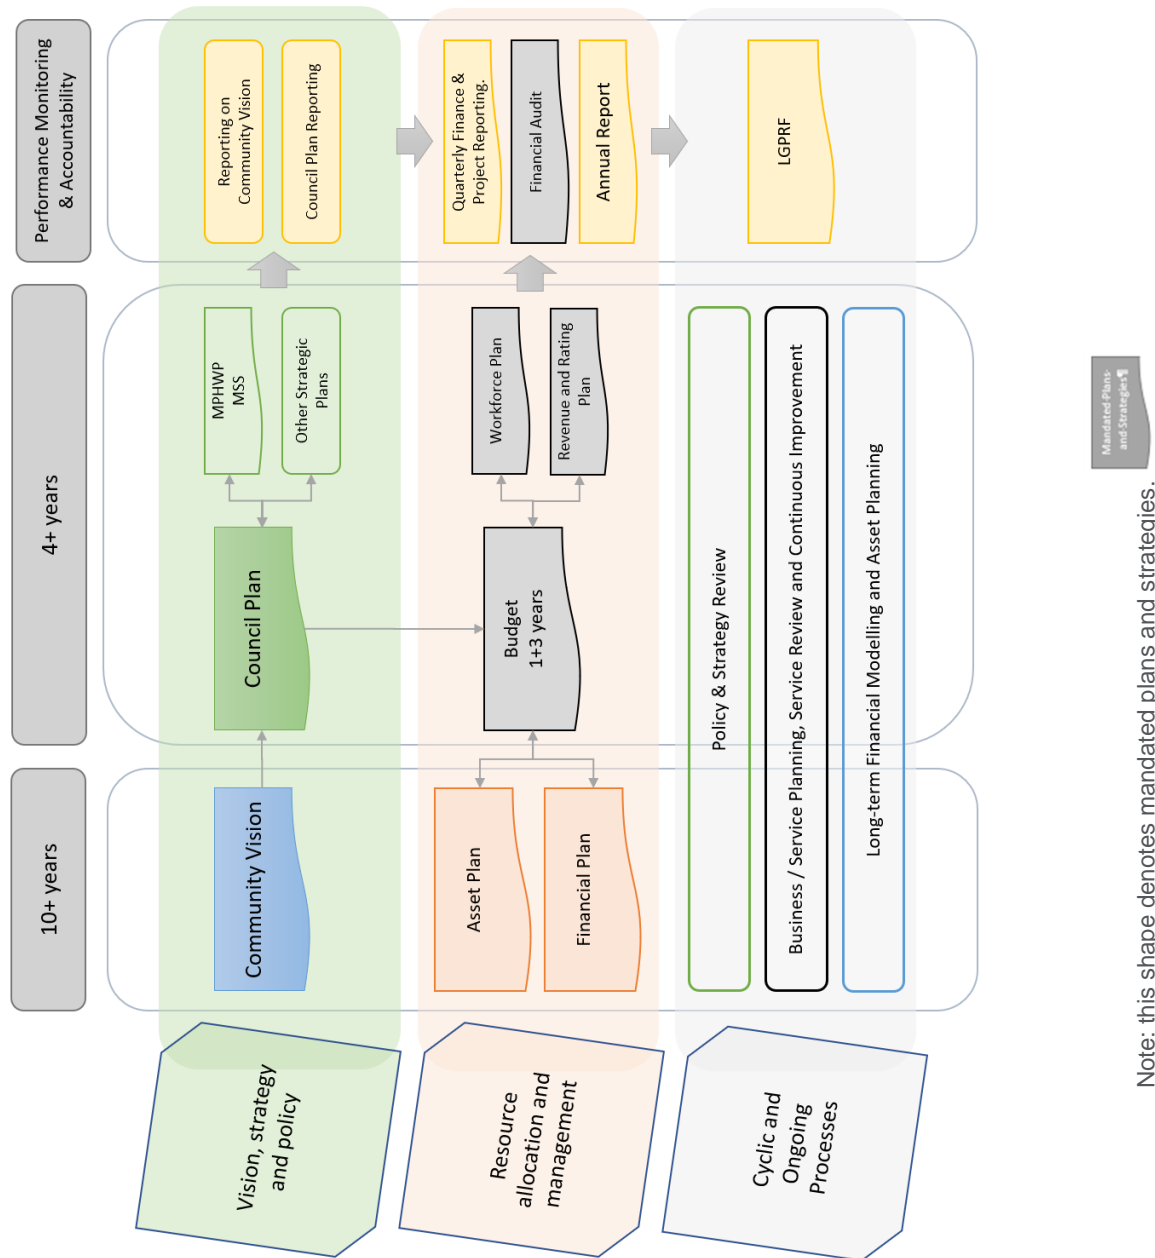 10+ years
4+ years
Performance Monitoring
& Accountability
Vision, strategy
and policy
Community Vision
Council Plan
MPHWP
MSS
Other Strategic
Plans
Reporting on
Community Vision
Council Plan Reporting
Resource
allocation and
management
Asset Plan
Financial Plan
Budget
1+3 years
Workforce Plan
Revenue and Rating
Plan
Quarterly Finance &
Project Reporting.
Financial Audit
Annual Report
Cyclic and
Ongoing
Processes
Policy & Strategy Review
Business / Service Planning, Service Review and Continuous Improvement
Long-term Financial Modelling and Asset Planning
LGPRF
Note: this shape denotes mandated plans and strategies.
Mandated·Plans·
and·Strategies¶